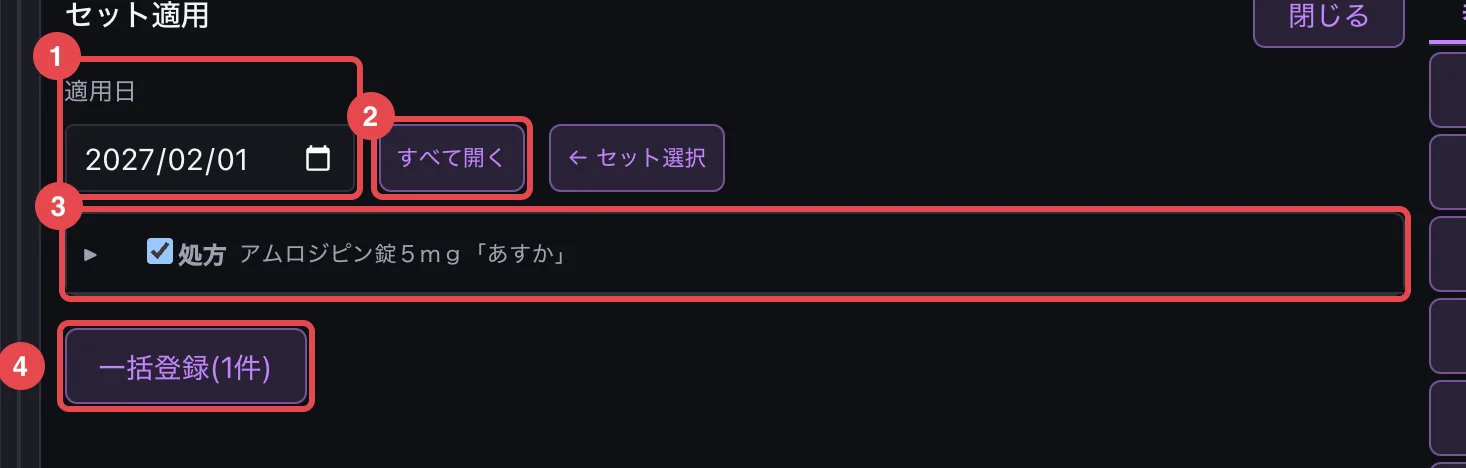 セット適用
閉じる
1
適用日
2
2027/02/01
すべて開く
← セット選択
3
▶ 処方 アムロジピン錠５ｍｇ「あすか」
4
一括登録(1件)